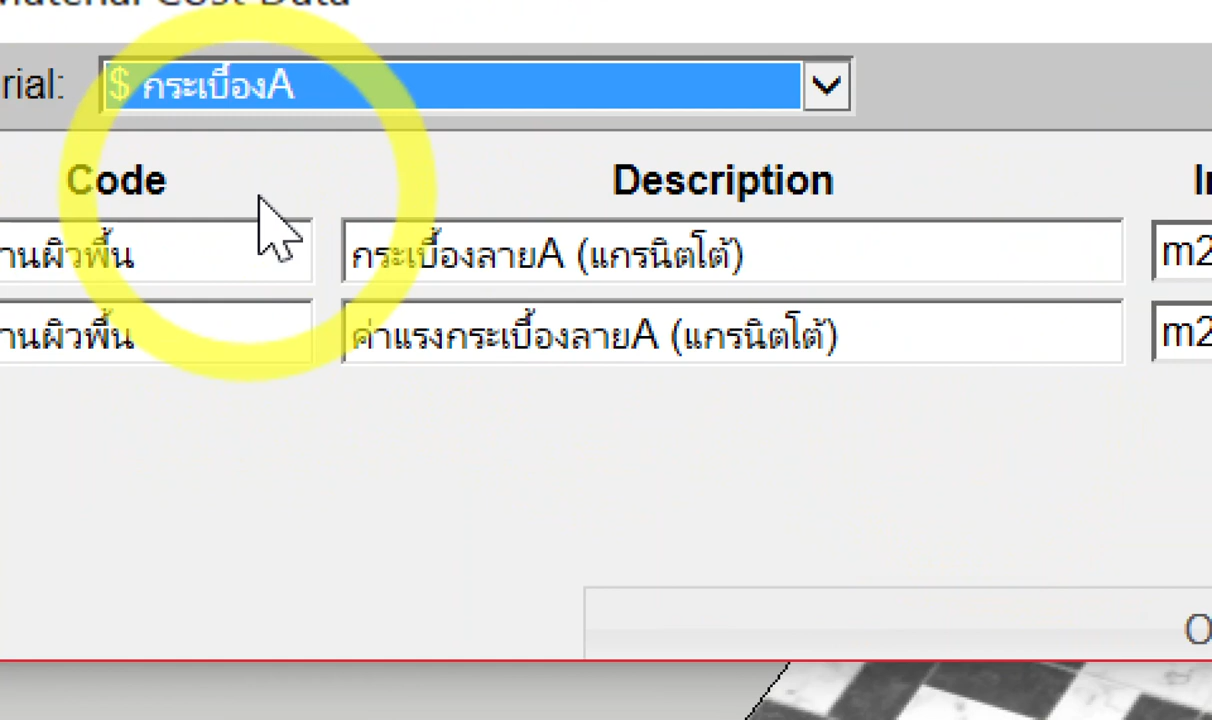 Material Cost Data
rial: $ กระเบื้องA
Code Description
านผิวพื้น กระเบื้องลายA (แกรนิตโต้) m2
านผิวพื้น ค่าแรงกระเบื้องลายA (แกรนิตโต้) m2